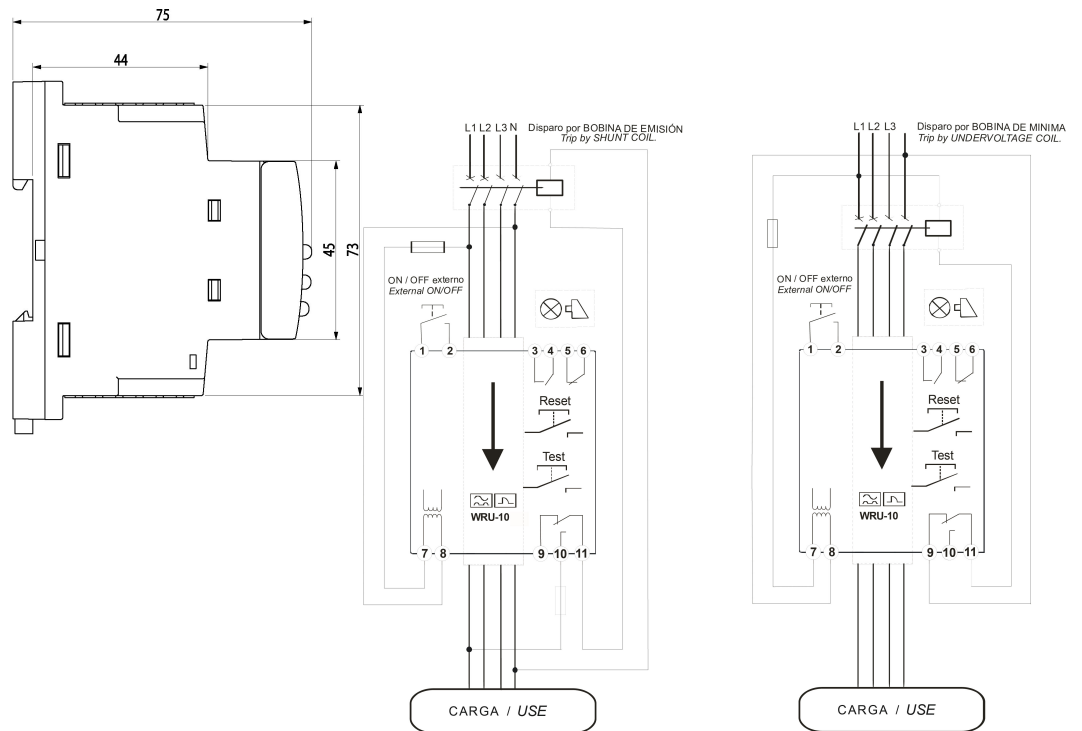 75
44
45
73
L1 L2 L3 N
Disparo por BOBINA DE EMISIÓN
Trip by SHUNT COIL.
ON / OFF externo
External ON/OFF
1 - 2
3 - 4 - 5 - 6
Reset
Test
WRU-10
7 - 8
9 -10 -11
CARGA / USE
L1 L2 L3
Disparo por BOBINA DE MINIMA
Trip by UNDERVOLTAGE COIL.
ON / OFF externo
External ON/OFF
1 - 2
3 - 4 - 5 - 6
Reset
Test
WRU-10
7 - 8
9 -10 -11
CARGA / USE